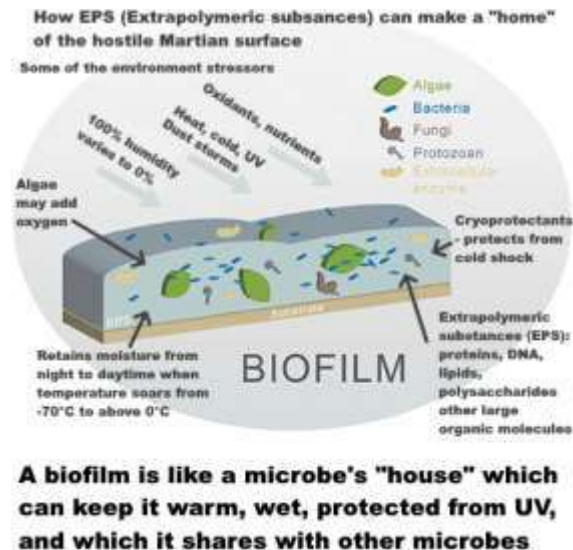 How EPS (Extrapolymeric subsances) can make a "home"
of the hostile Martian surface
Some of the environment stressors
Oxidants, nutrients
Heat, cold, UV
Dust storms
100% humidity
varies to 0%
Algae
Bacteria
Fungi
Protozoan
Extracellular
enzyme
Algae
may add
oxygen
Cryoprotectants
- protects from
cold shock
EPS
Substrate
Retains moisture from
night to daytime when
temperature soars from
-70°C to above 0°C
BIOFILM
Extrapolymeric
substances (EPS):
proteins, DNA,
lipids,
polysaccharides
other large
organic molecules
A biofilm is like a microbe's "house" which
can keep it warm, wet, protected from UV,
and which it shares with other microbes